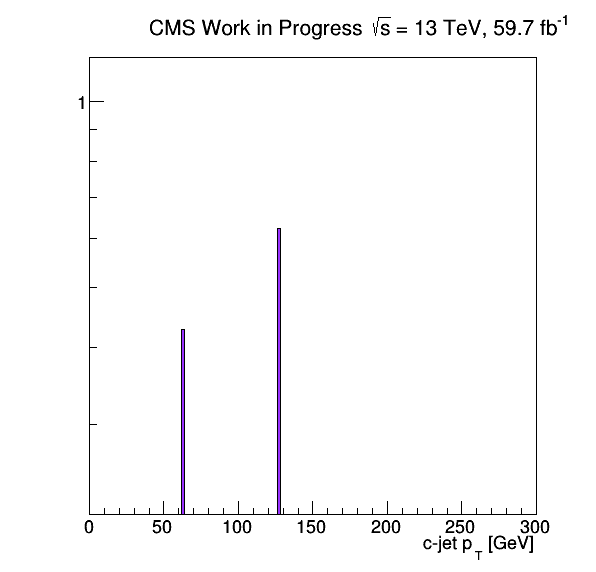 CMS Work in Progress √s = 13 TeV, 59.7 fb⁻¹
1
0 50 100 150 200 250 300
c-jet p_T [GeV]